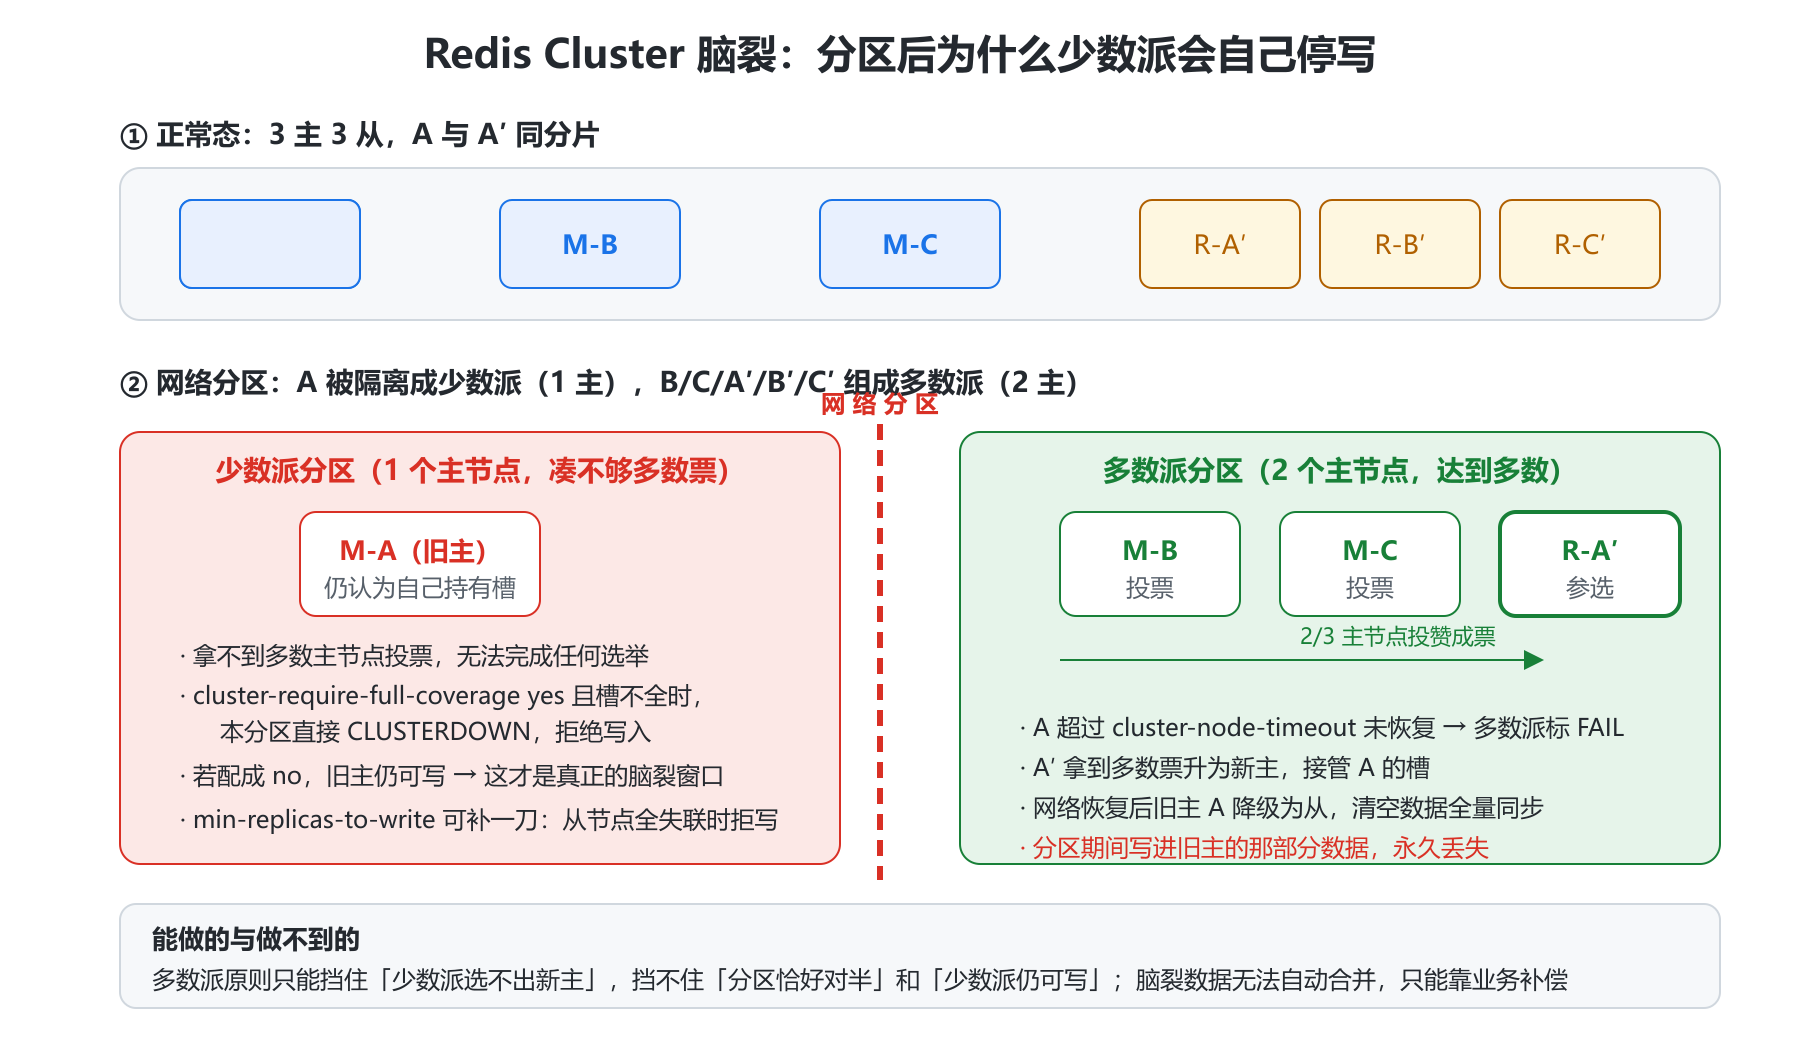 Redis Cluster 脑裂：分区后为什么少数派会自己停写
① 正常态：3 主 3 从，A 与 A′ 同分片
M-B
M-C
R-A′
R-B′
R-C′
② 网络分区：A 被隔离成少数派（1 主），B/C/A′/B′/C′ 组成多数派（2 主）
网络分区
少数派分区（1 个主节点，凑不够多数票）
M-A（旧主）
仍认为自己持有槽
· 拿不到多数主节点投票，无法完成任何选举
· cluster-require-full-coverage yes 且槽不全时，
本分区直接 CLUSTERDOWN，拒绝写入
· 若配成 no，旧主仍可写 → 这才是真正的脑裂窗口
· min-replicas-to-write 可补一刀：从节点全失联时拒写
多数派分区（2 个主节点，达到多数）
M-B
投票
M-C
投票
R-A′
参选
2/3 主节点投赞成票
· A 超过 cluster-node-timeout 未恢复 → 多数派标 FAIL
· A′ 拿到多数票升为新主，接管 A 的槽
· 网络恢复后旧主 A 降级为从，清空数据全量同步
· 分区期间写进旧主的那部分数据，永久丢失
能做的与做不到的
多数派原则只能挡住「少数派选不出新主」，挡不住「分区恰好对半」和「少数派仍可写」；脑裂数据无法自动合并，只能靠业务补偿